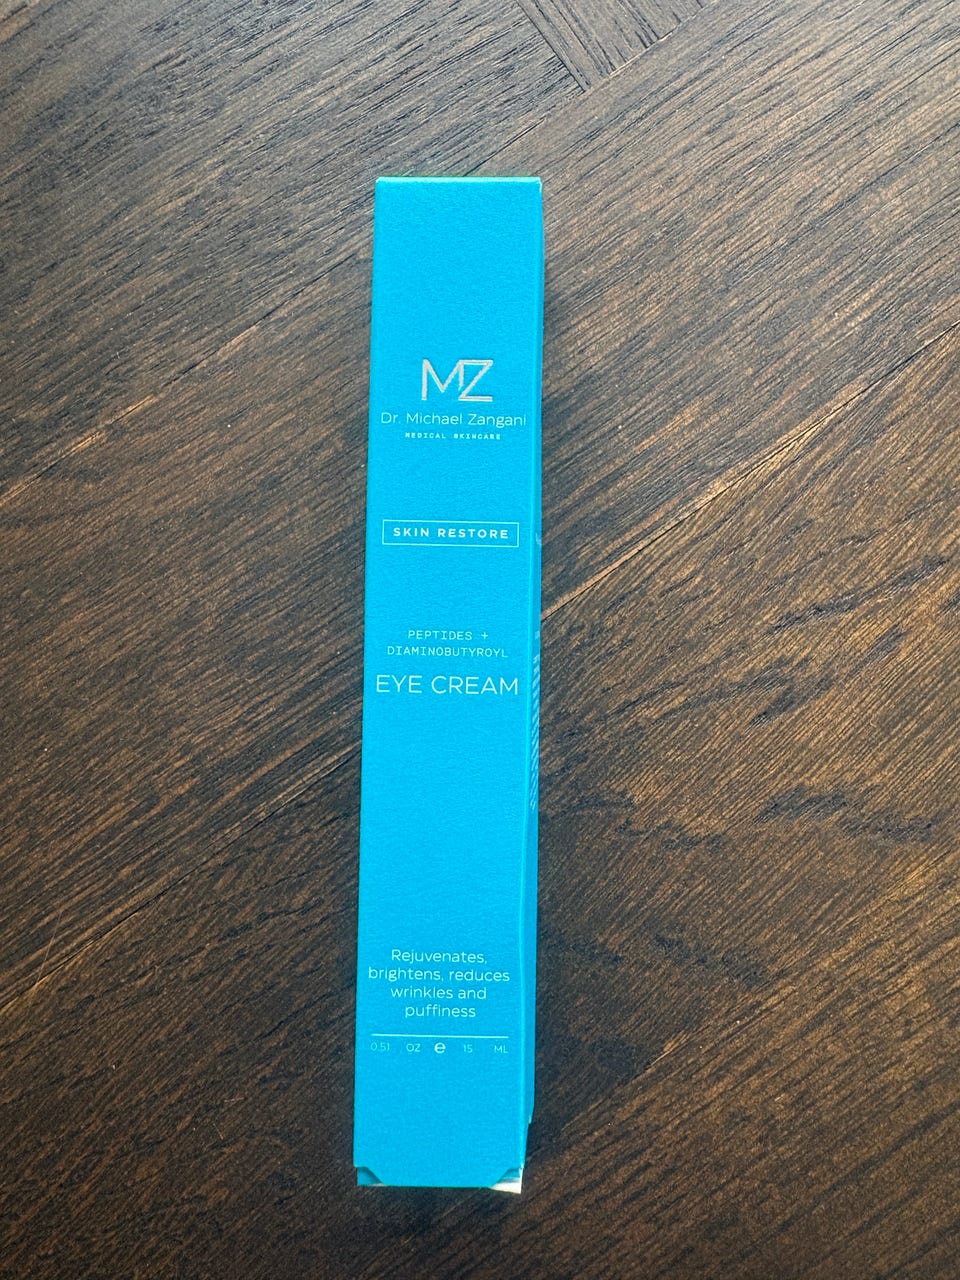 MZ
Dr. Michael Zangani
MEDICAL SKINCARE
SKIN RESTORE
PEPTIDES +
DIAMINOBUTYROYL
EYE CREAM
Rejuvenates,
brightens, reduces
wrinkles and
puffiness
0.51 OZ e 15 ML